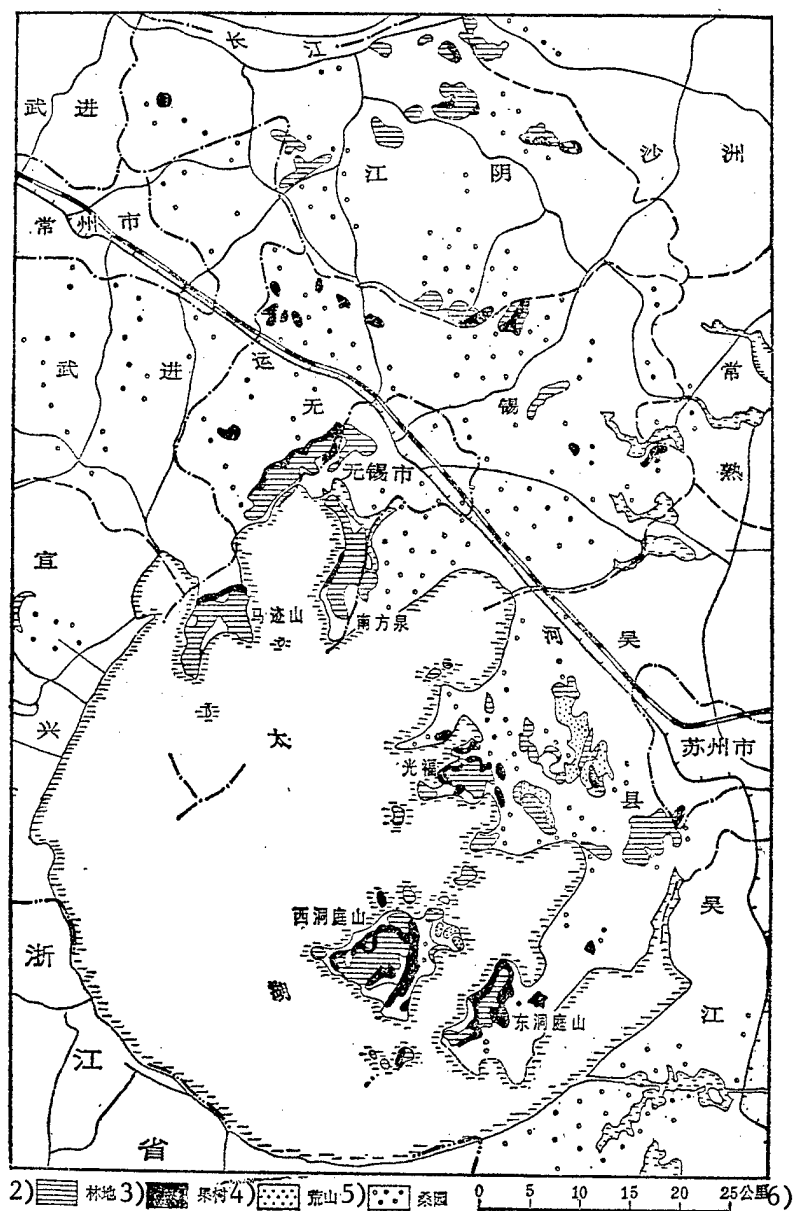 长江
武进
江阴
沙洲
常州市
武进
运
无锡
常熟
无锡市
宜兴
马迹山
南方泉
河
吴县
太湖
光福
苏州市
西洞庭山
东洞庭山
吴江
浙江省
2) 林地 3) 果树 4) 荒山 5) 桑园 0 5 10 15 20 25公里 6)